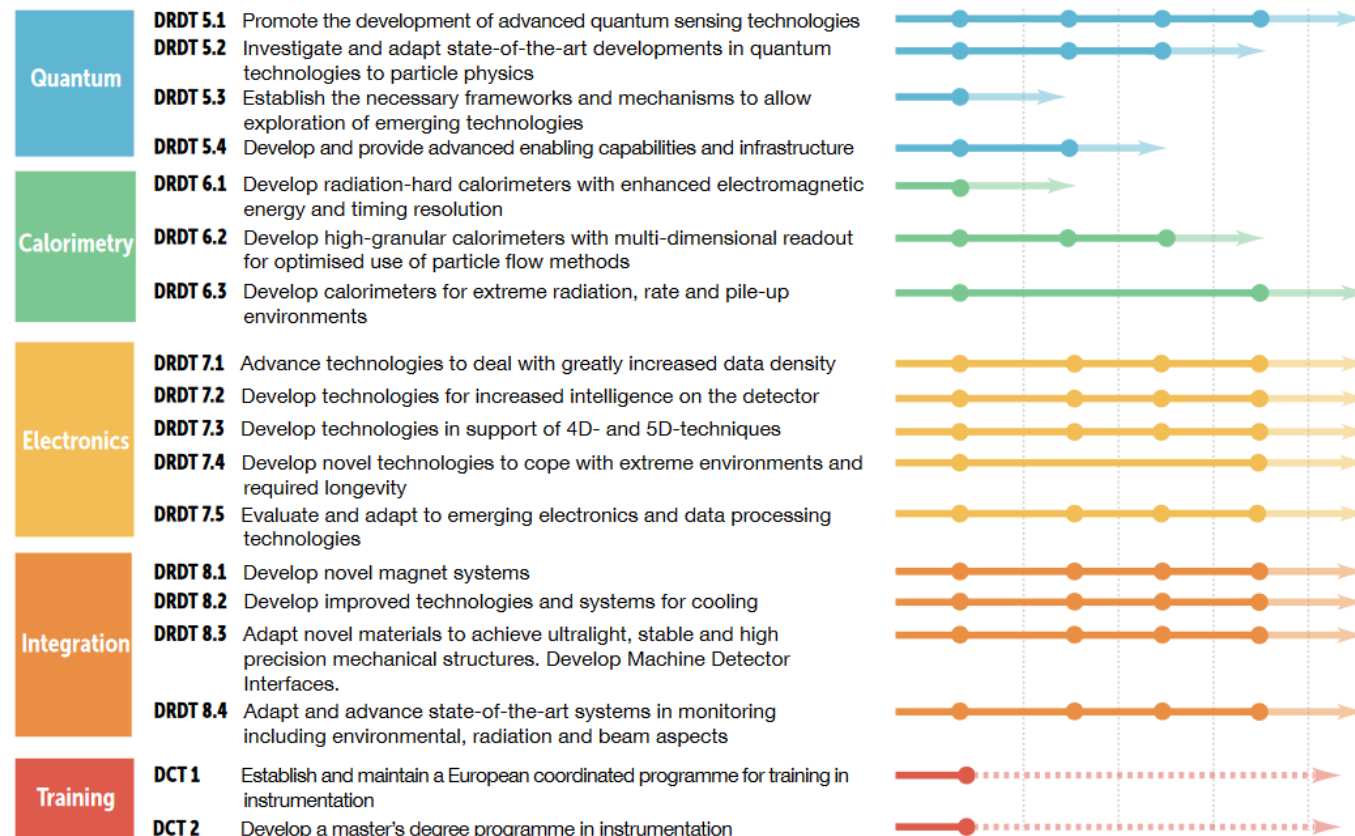 Quantum
DRDT 5.1 Promote the development of advanced quantum sensing technologies
DRDT 5.2 Investigate and adapt state-of-the-art developments in quantum
technologies to particle physics
DRDT 5.3 Establish the necessary frameworks and mechanisms to allow
exploration of emerging technologies
DRDT 5.4 Develop and provide advanced enabling capabilities and infrastructure
Calorimetry
DRDT 6.1 Develop radiation-hard calorimeters with enhanced electromagnetic
energy and timing resolution
DRDT 6.2 Develop high-granular calorimeters with multi-dimensional readout
for optimised use of particle flow methods
DRDT 6.3 Develop calorimeters for extreme radiation, rate and pile-up
environments
Electronics
DRDT 7.1 Advance technologies to deal with greatly increased data density
DRDT 7.2 Develop technologies for increased intelligence on the detector
DRDT 7.3 Develop technologies in support of 4D- and 5D-techniques
DRDT 7.4 Develop novel technologies to cope with extreme environments and
required longevity
DRDT 7.5 Evaluate and adapt to emerging electronics and data processing
technologies
Integration
DRDT 8.1 Develop novel magnet systems
DRDT 8.2 Develop improved technologies and systems for cooling
DRDT 8.3 Adapt novel materials to achieve ultralight, stable and high
precision mechanical structures. Develop Machine Detector
Interfaces.
DRDT 8.4 Adapt and advance state-of-the-art systems in monitoring
including environmental, radiation and beam aspects
Training
DCT 1 Establish and maintain a European coordinated programme for training in
instrumentation
DCT 2 Develop a master's degree programme in instrumentation